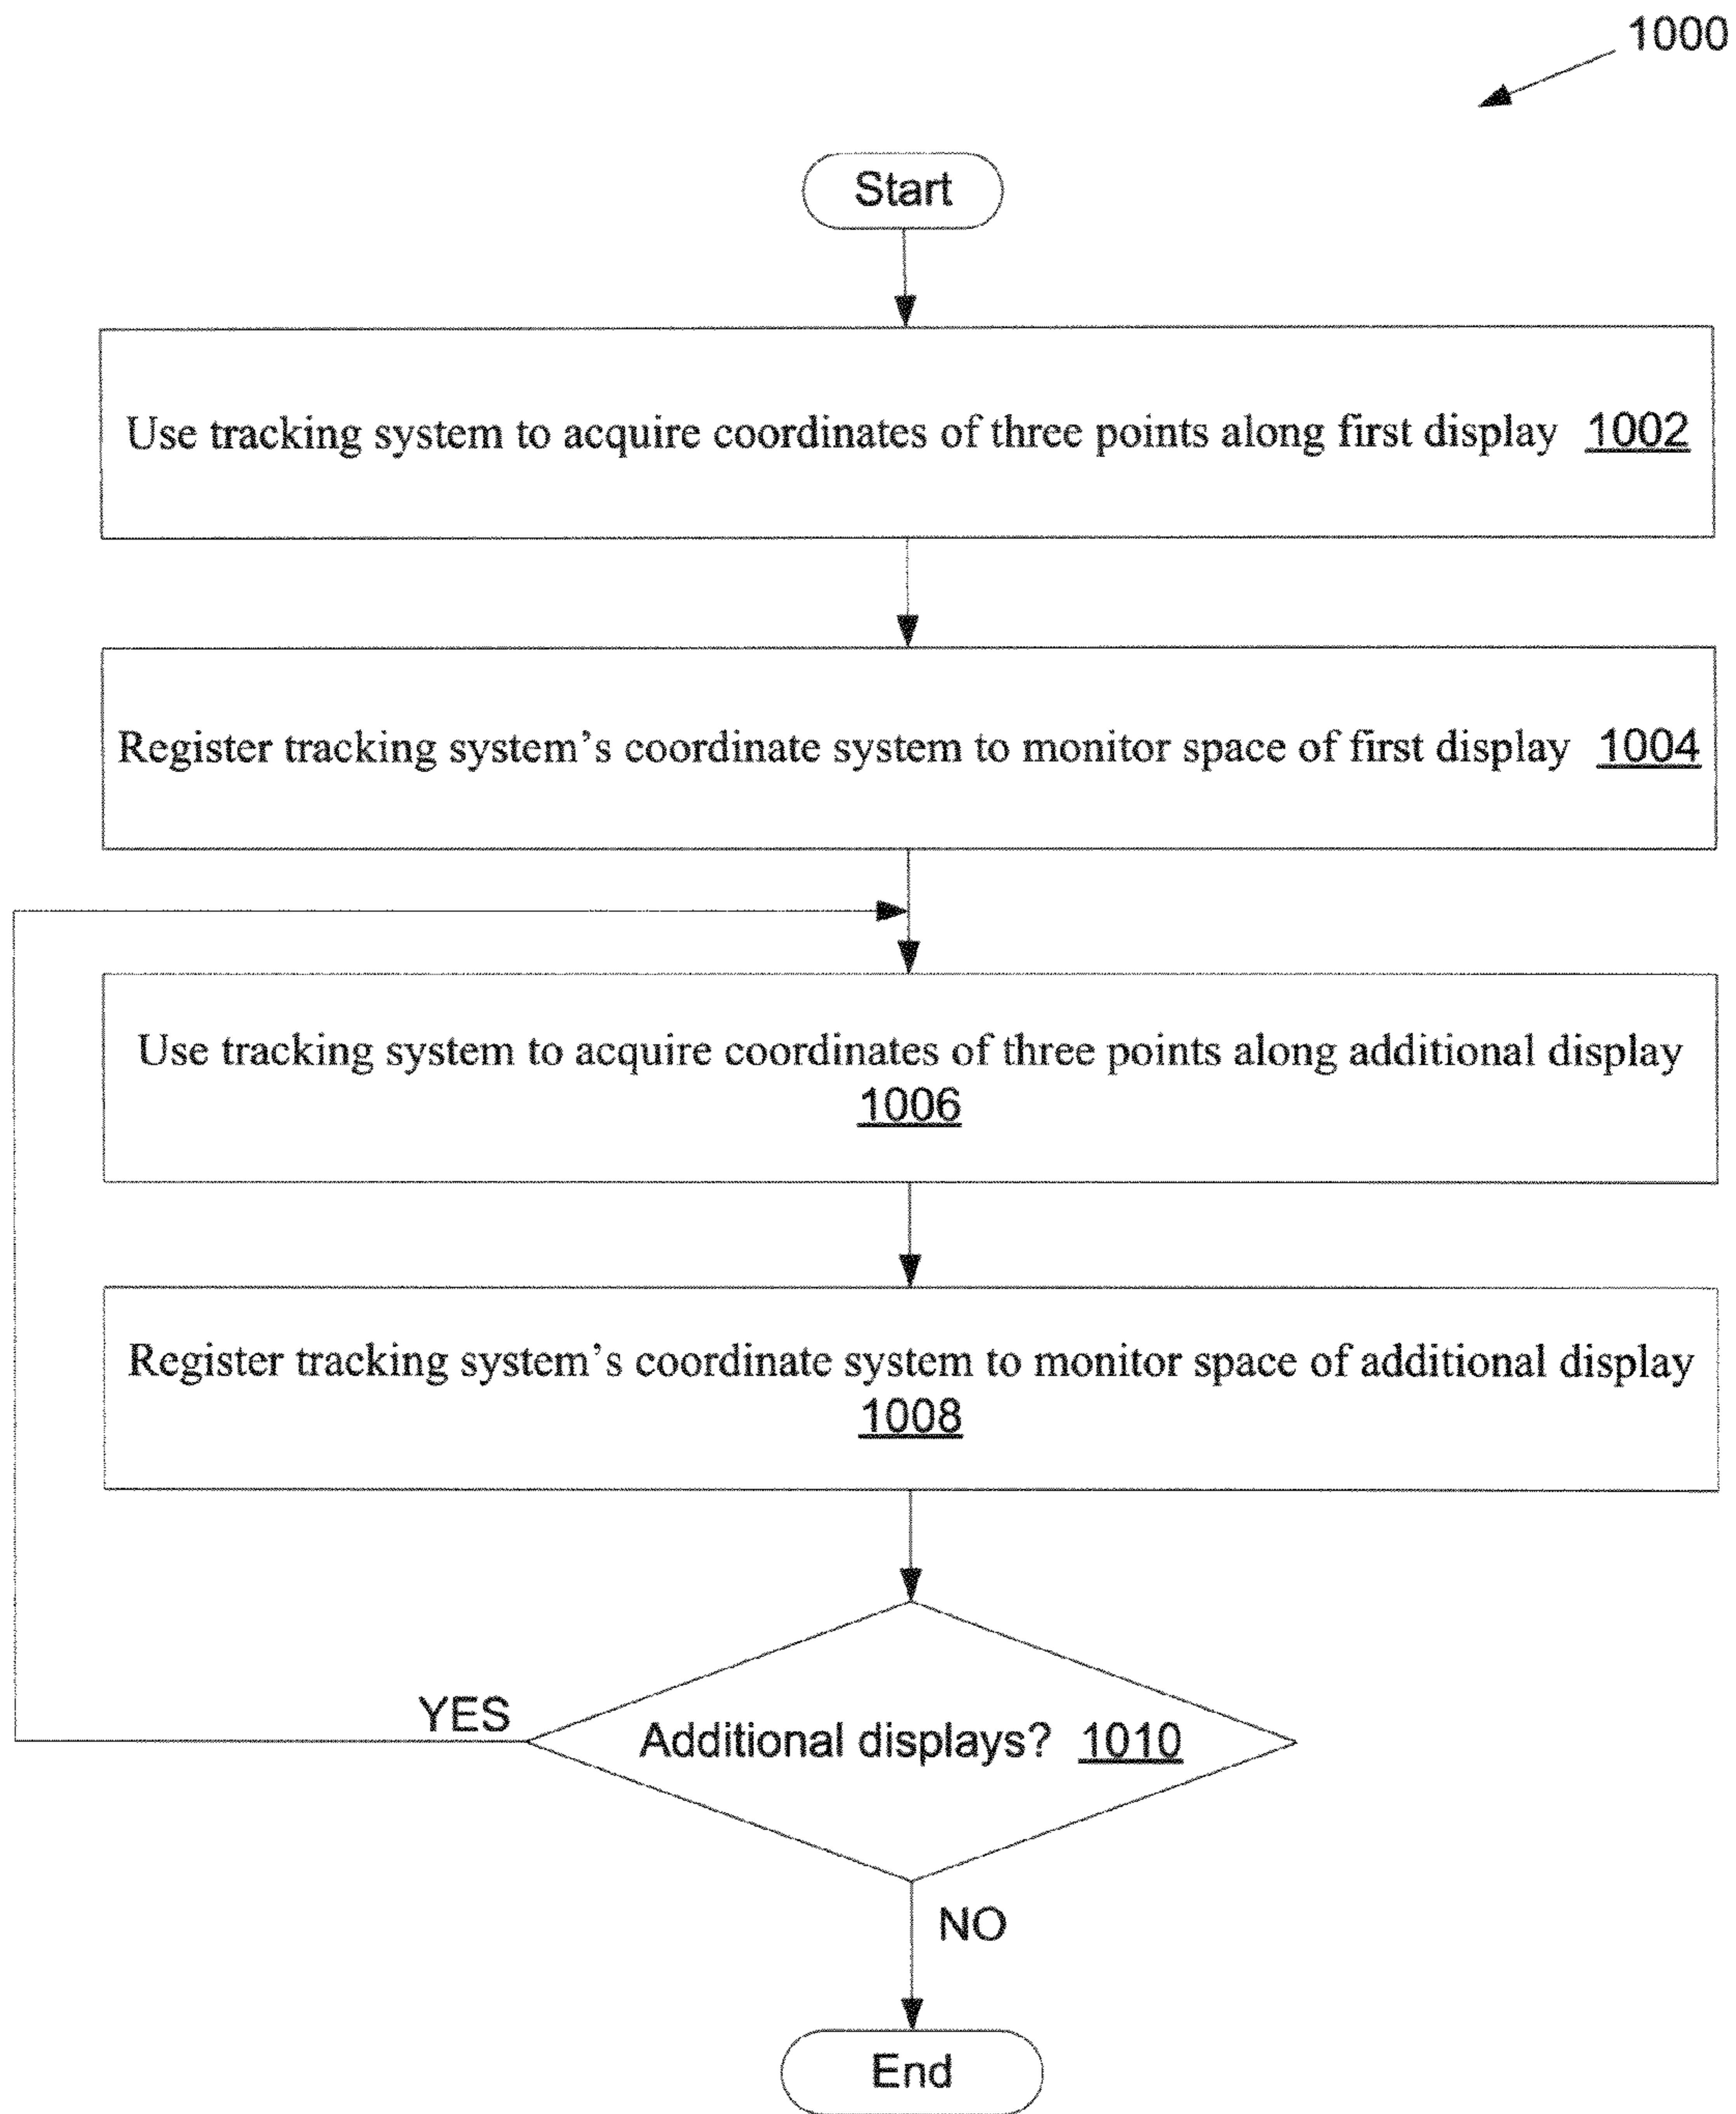 1000
Start
Use tracking system to acquire coordinates of three points along first display 1002
Register tracking system's coordinate system to monitor space of first display 1004
Use tracking system to acquire coordinates of three points along additional display
1006
Register tracking system's coordinate system to monitor space of additional display
1008
YES
Additional displays? 1010
NO
End